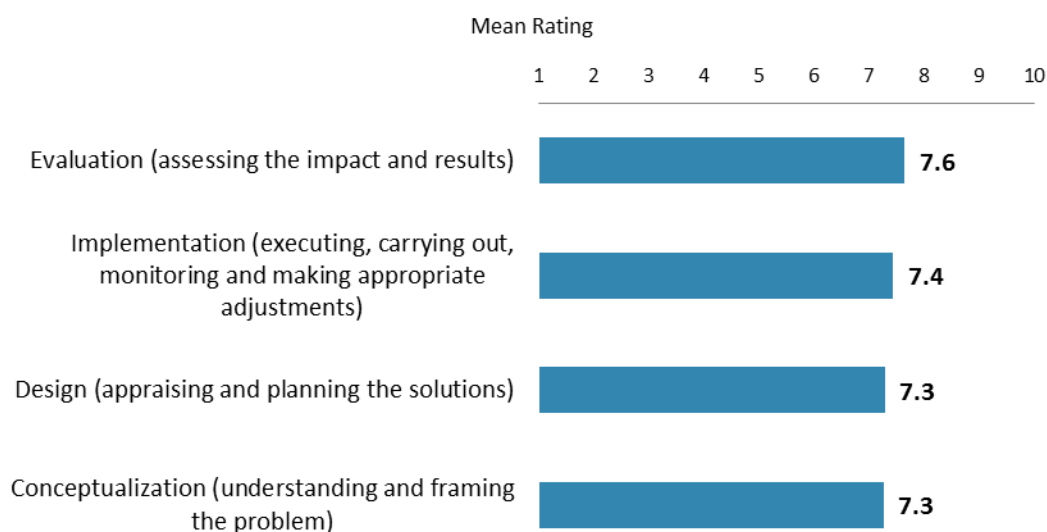 Mean Rating
1 2 3 4 5 6 7 8 9 10
Evaluation (assessing the impact and results)
7.6
Implementation (executing, carrying out,
monitoring and making appropriate
adjustments)
7.4
Design (appraising and planning the solutions)
7.3
Conceptualization (understanding and framing
the problem)
7.3